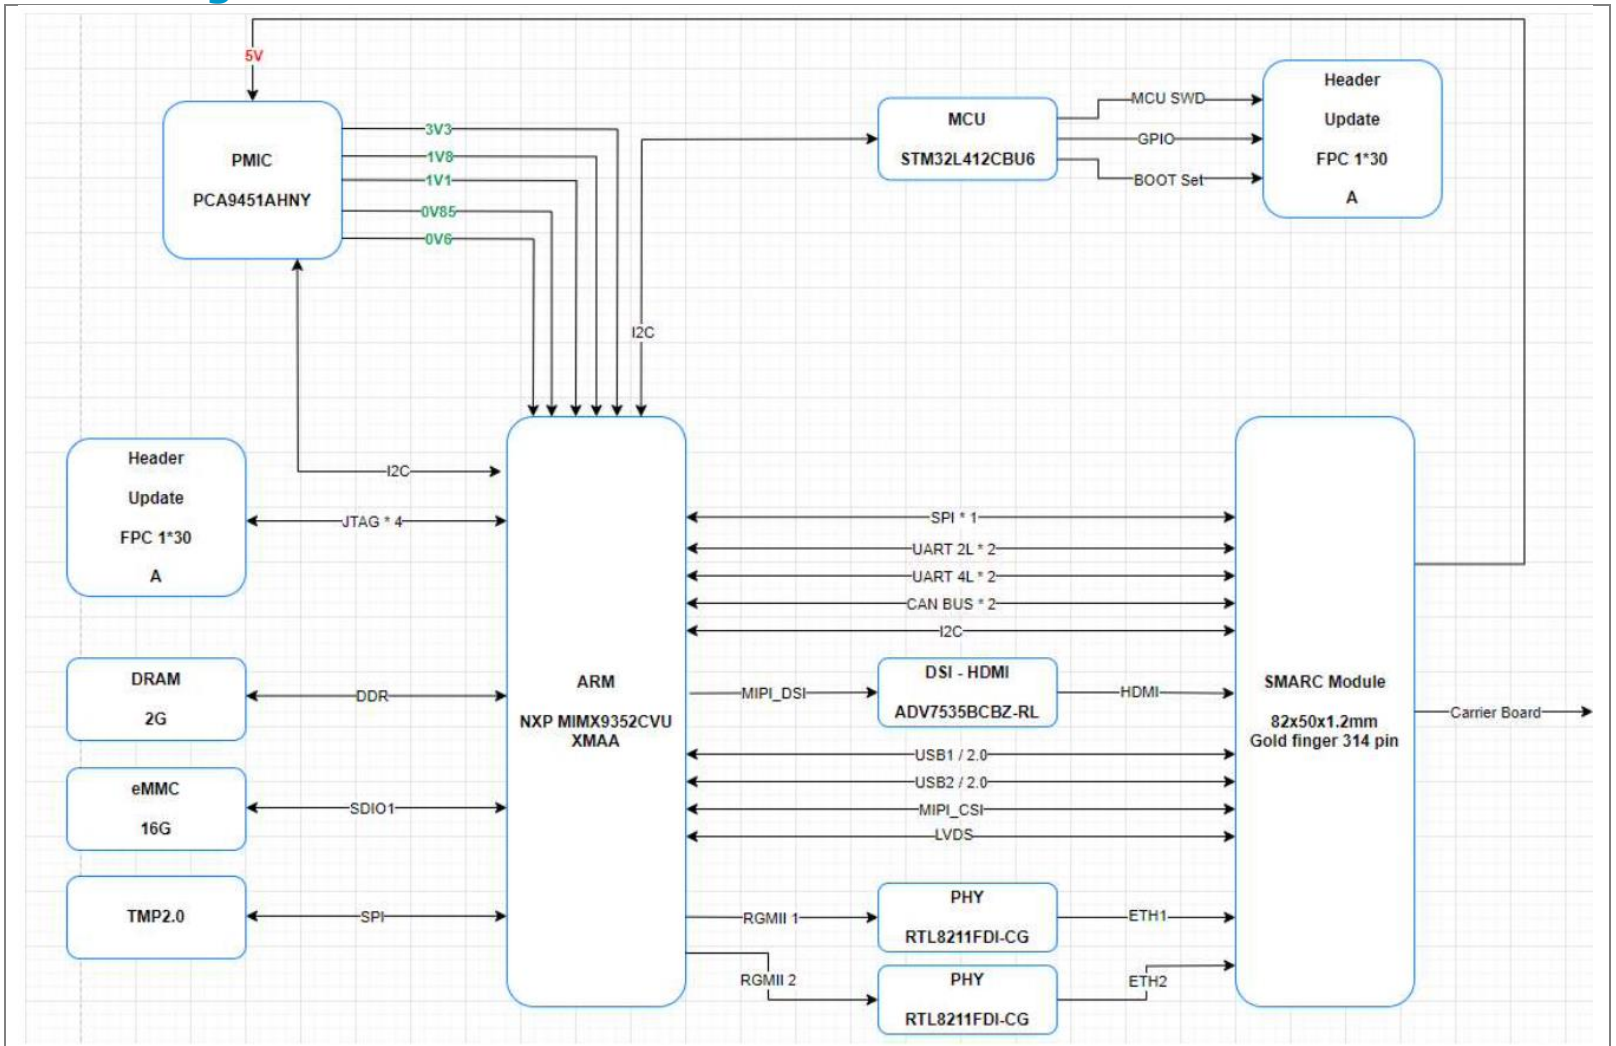 5V
PMIC
PCA9451AHNY
3V3
1V8
1V1
0V85
0V6
MCU
STM32L412CBU6
MCU SWD
GPIO
BOOT Set
Header
Update
FPC 1*30
A
I2C
Header
Update
FPC 1*30
A
I2C
JTAG * 4
DRAM
2G
DDR
eMMC
16G
SDIO1
TMP2.0
SPI
ARM
NXP MIMX9352CVU
XMAA
SPI * 1
UART 2L * 2
UART 4L * 2
CAN BUS * 2
I2C
MIPI_DSI
DSI - HDMI
ADV7535BCBZ-RL
HDMI
USB1 / 2.0
USB2 / 2.0
MIPI_CSI
LVDS
RGMII 1
PHY
RTL8211FDI-CG
ETH1
RGMII 2
PHY
RTL8211FDI-CG
ETH2
SMARC Module
82x50x1.2mm
Gold finger 314 pin
Carrier Board